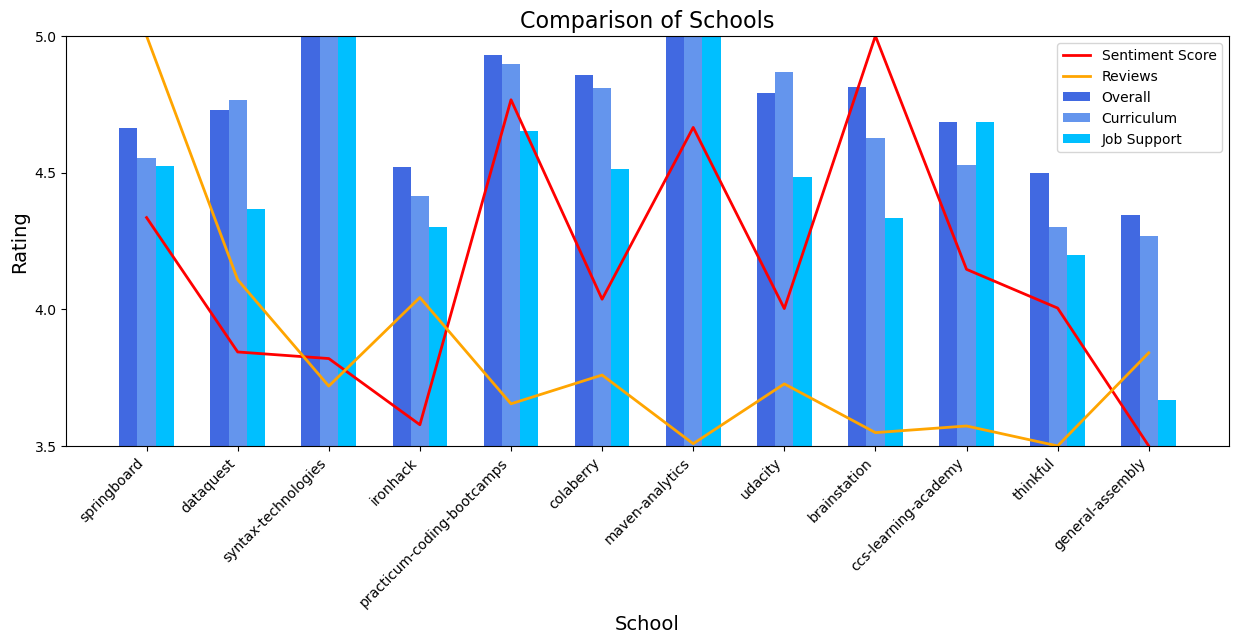 Comparison of Schools
Sentiment Score
Reviews
Overall
Curriculum
Job Support
Rating
5.0
4.5
4.0
3.5
springboard
dataquest
syntax-technologies
ironhack
practicum-coding-bootcamps
colaberry
maven-analytics
udacity
brainstation
ccs-learning-academy
thinkful
general-assembly
School